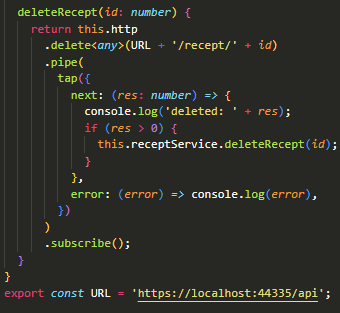 deleteRecept(id: number) {
return this.http
.delete<any>(URL + '/recept/' + id)
.pipe(
tap({
next: (res: number) => {
console.log('deleted: ' + res);
if (res > 0) {
this.receptService.deleteRecept(id);
}
},
error: (error) => console.log(error),
})
)
.subscribe();
}
}
export const URL = 'https://localhost:44335/api';